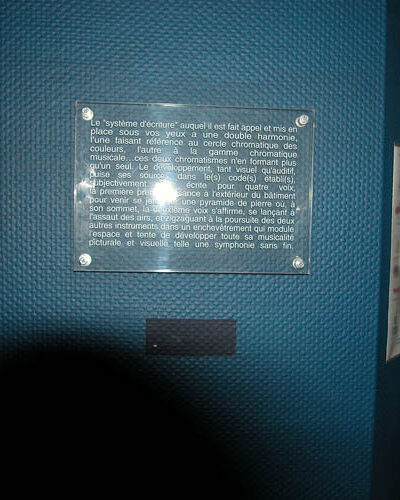 Le "système d'écriture" auquel il est fait appel et mis en
place sous vos yeux a une double harmonie,
l'une faisant référence au cercle chromatique des
couleurs, l'autre à la gamme chromatique
musicale...ces deux chromatismes n'en formant plus
qu'un seul. Le développement, tant visuel qu'auditif,
puise ses sources dans le(s) code(s) établi(s),
subjectivement écrite pour quatre voix;
la première prend naissance à l'extérieur du bâtiment
pour venir se une pyramide de pierre ou, à
son sommet, la deuxième voix s'affirme, se lançant à
l'assaut des airs, et zigzaguant à la poursuite des deux
autres instruments dans un enchevêtrement qui module
l'espace et tente de développer toute sa musicalité
picturale et visuelle telle une symphonie sans fin.